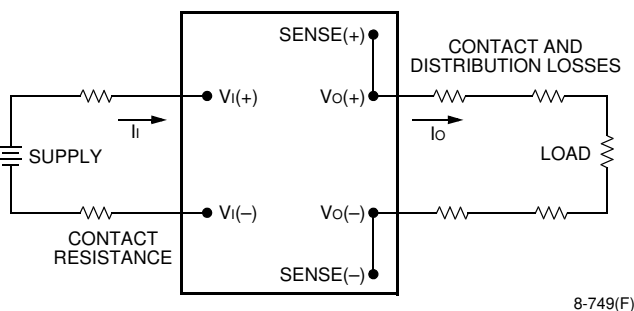 SENSE(+)
CONTACT AND
DISTRIBUTION LOSSES
VI(+)
VO(+)
II
IO
SUPPLY
LOAD
VI(–)
VO(–)
CONTACT
RESISTANCE
SENSE(–)
8-749(F)